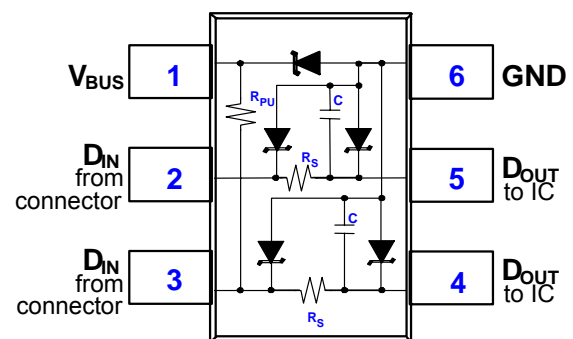 VBUS 1 6 GND
RPU C
DIN
from
connector
2 RS 5
DOUT
to IC
C
DIN
from
connector
3 4
DOUT
to IC
RS